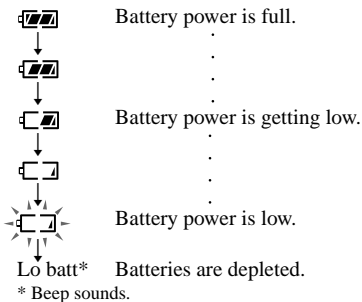 Battery power is full.
Battery power is getting low.
Battery power is low.
Lo batt* Batteries are depleted.
* Beep sounds.